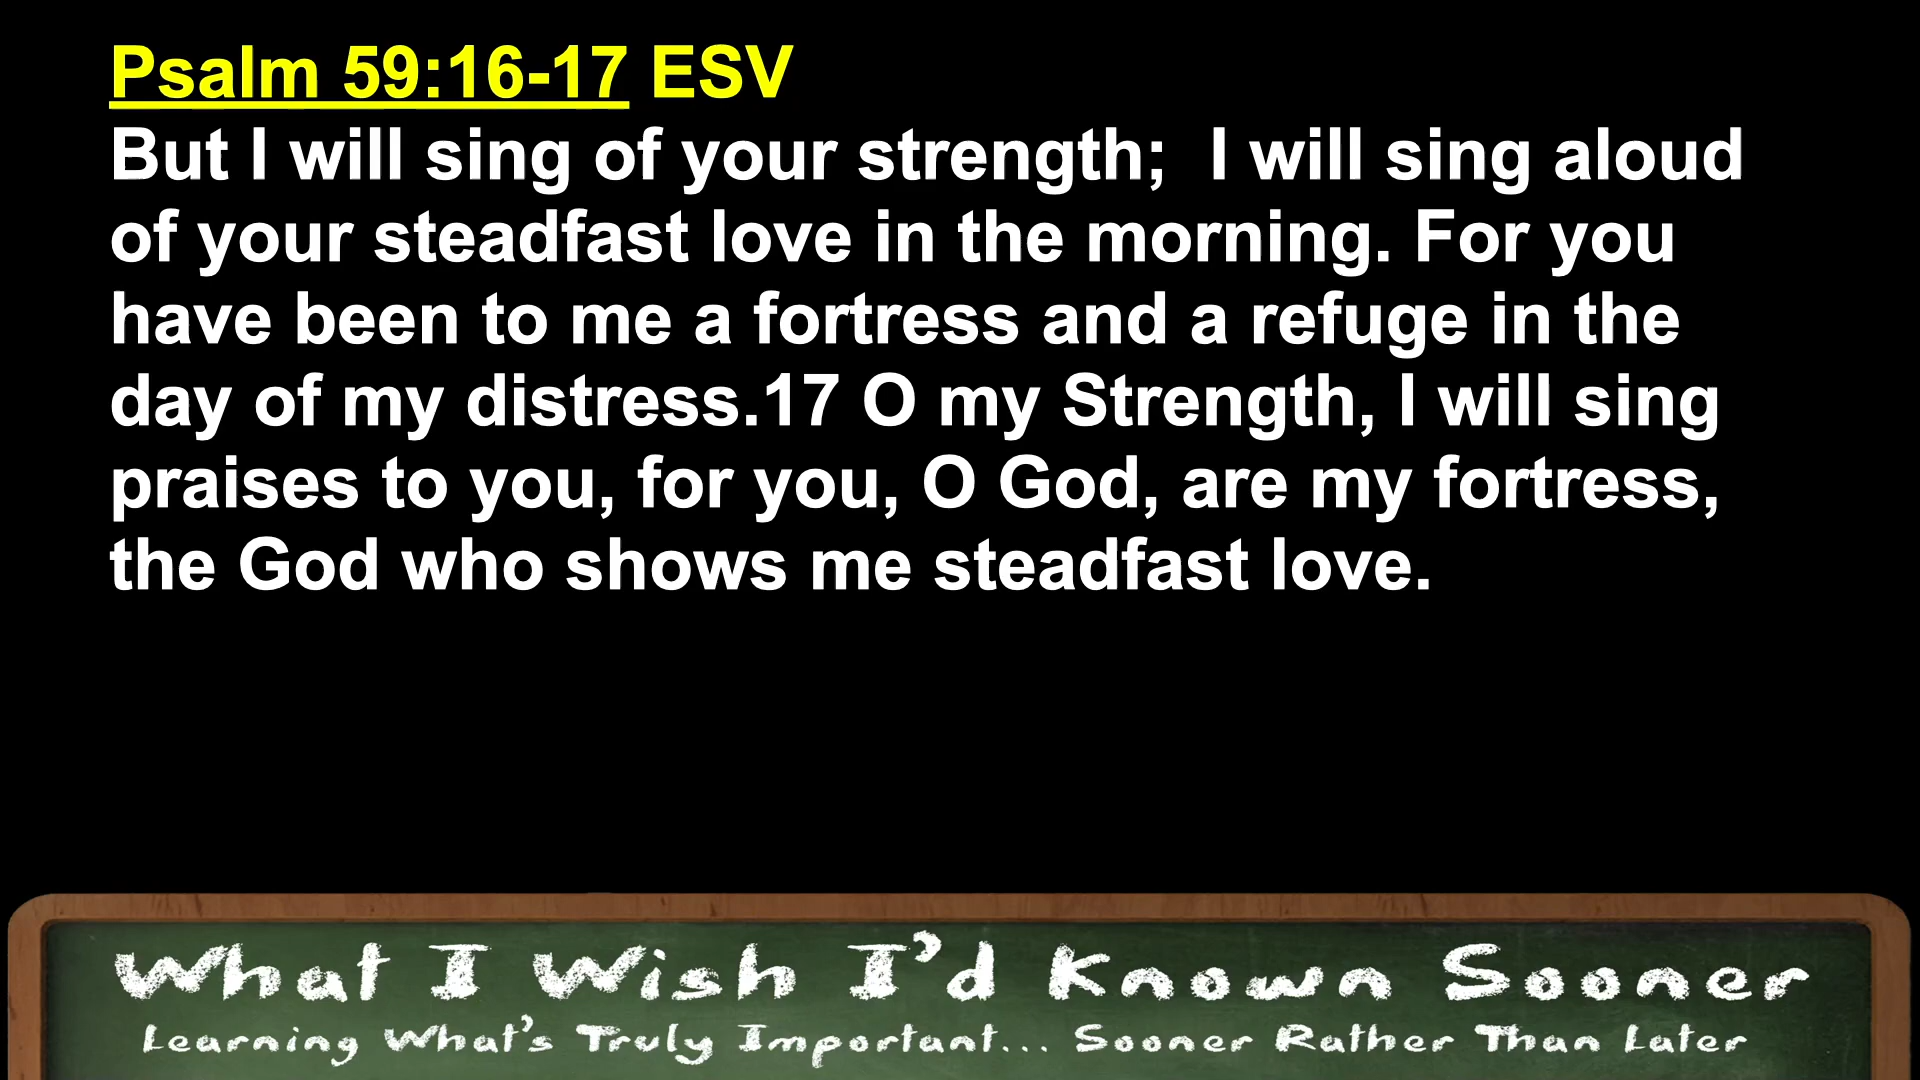 Psalm 59:16-17 ESV
But I will sing of your strength;  I will sing aloud
of your steadfast love in the morning. For you
have been to me a fortress and a refuge in the
day of my distress.17 O my Strength, I will sing
praises to you, for you, O God, are my fortress,
the God who shows me steadfast love.
What I Wish I'd Known Sooner
Learning What's Truly Important... Sooner Rather Than Later